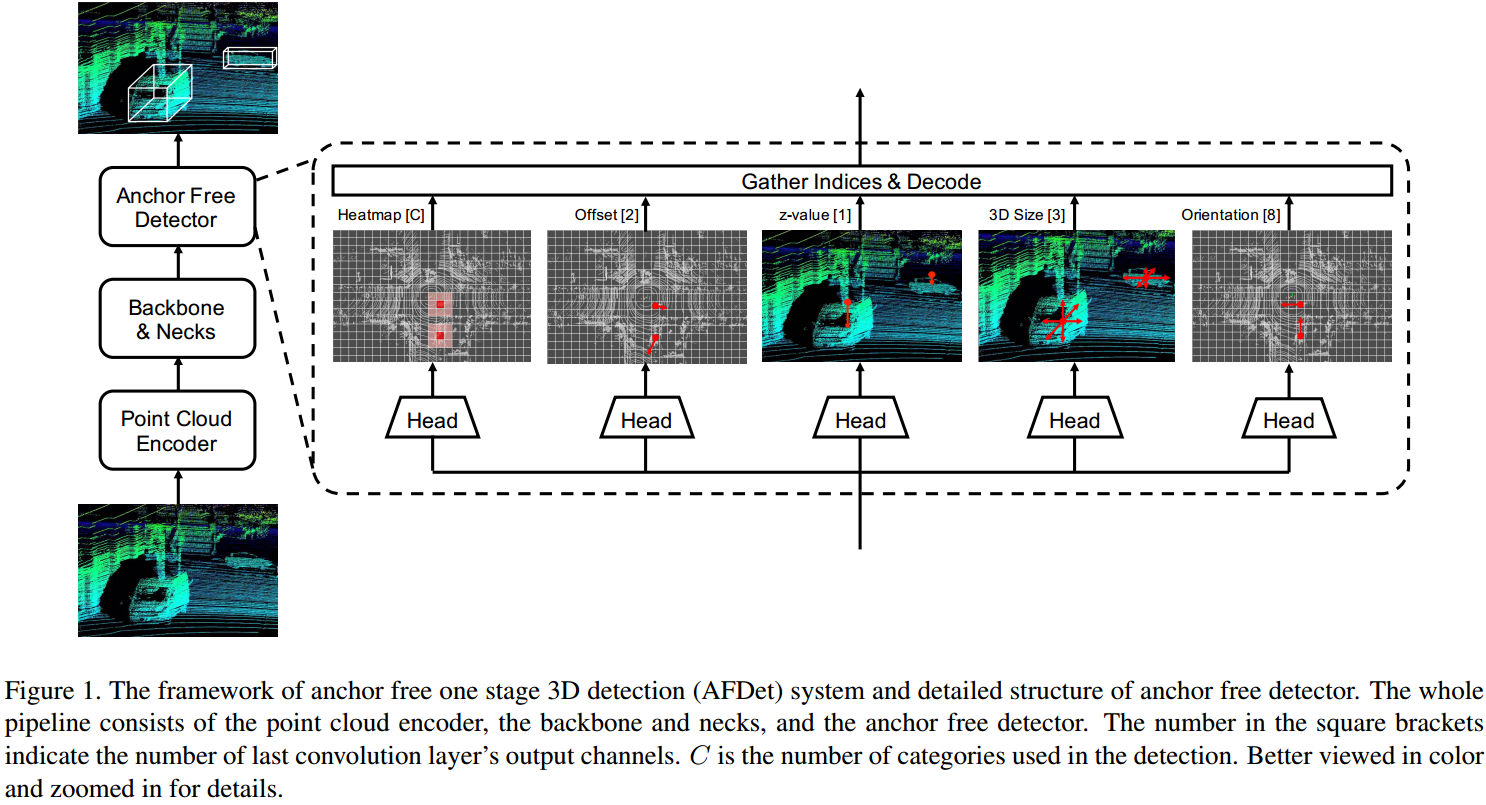 Anchor Free
Detector
Backbone
& Necks
Point Cloud
Encoder
Gather Indices & Decode
Heatmap [C]
Offset [2]
z-value [1]
3D Size [3]
Orientation [8]
Head
Head
Head
Head
Head
Figure 1. The framework of anchor free one stage 3D detection (AFDet) system and detailed structure of anchor free detector. The whole
pipeline consists of the point cloud encoder, the backbone and necks, and the anchor free detector. The number in the square brackets
indicate the number of last convolution layer's output channels. C is the number of categories used in the detection. Better viewed in color
and zoomed in for details.